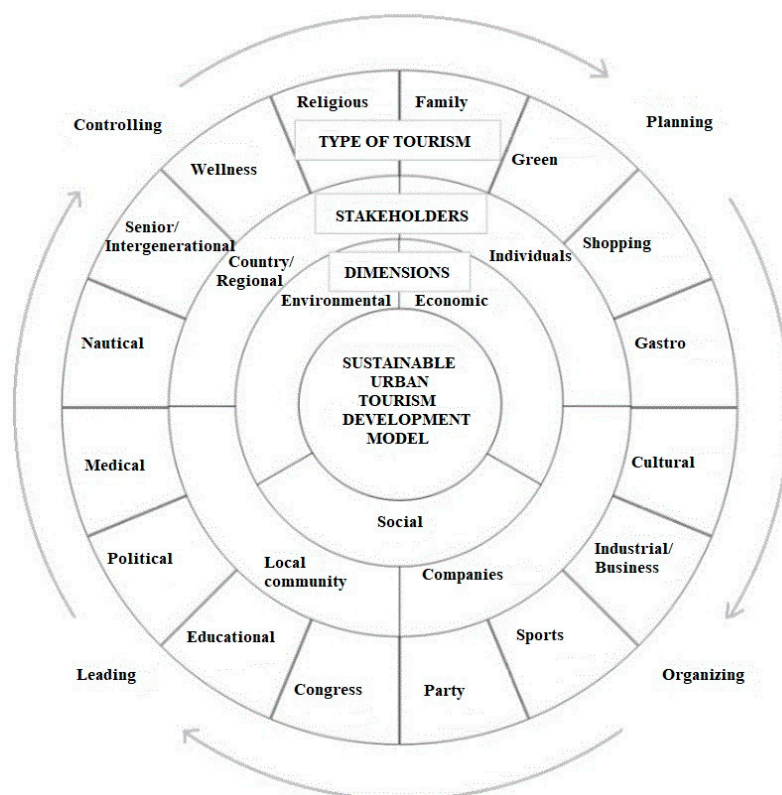 Religious
Family
Controlling
Planning
TYPE OF TOURISM
Wellness
Green
STAKEHOLDERS
Senior/
Intergenerational
Shopping
Country/
Regional
Individuals
DIMENSIONS
Environmental
Economic
Nautical
Gastro
SUSTAINABLE
URBAN
TOURISM
DEVELOPMENT
MODEL
Medical
Cultural
Social
Political
Industrial/
Business
Local
community
Companies
Educational
Sports
Leading
Organizing
Congress
Party